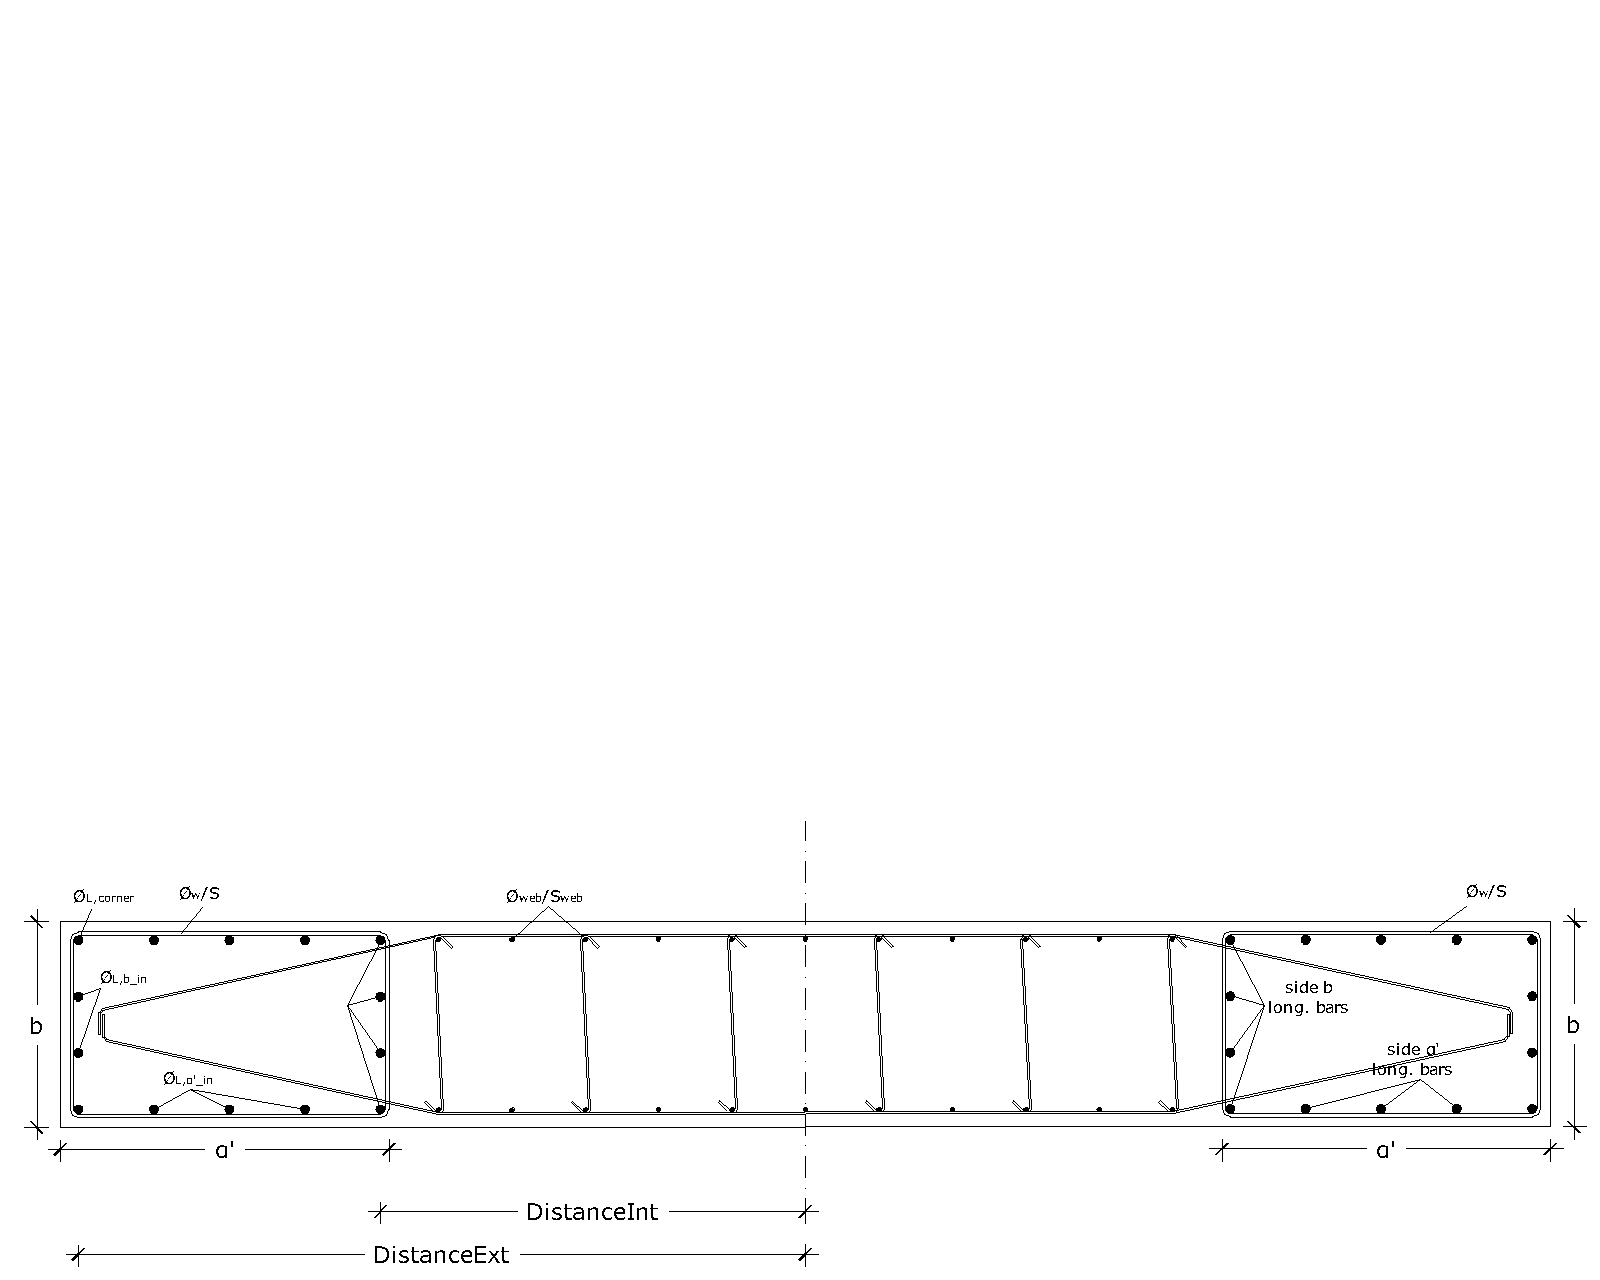 ØL,corner
Øw/S
Øweb/Sweb
Øw/S
ØL,b_in
side b
long. bars
b
b
side a'
long. bars
ØL,a'_in
a'
a'
DistanceInt
DistanceExt